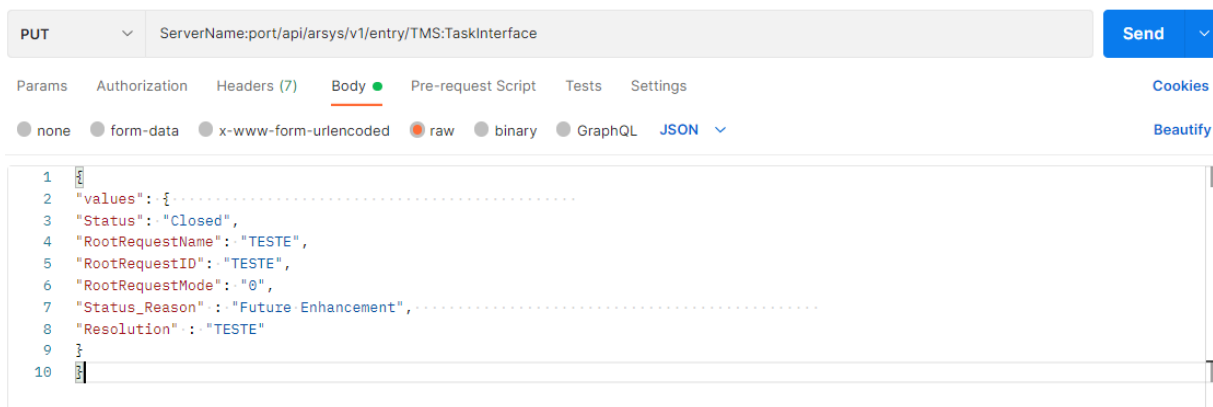 PUT ServerName:port/api/arsys/v1/entry/TMS:TaskInterface Send
Params Authorization Headers (7) Body Pre-request Script Tests Settings Cookies
none form-data x-www-form-urlencoded raw binary GraphQL JSON Beautify
1 {
2 "values": {
3 "Status": "Closed",
4 "RootRequestName": "TESTE",
5 "RootRequestID": "TESTE",
6 "RootRequestMode": "0",
7 "Status_Reason" : "Future Enhancement",
8 "Resolution" : "TESTE"
9 }
10 }